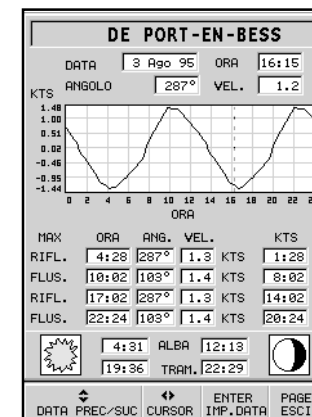 DE PORT-EN-BESS
DATA 3 Ago 95 ORA 16:15
ANGOLO 287° VEL. 1.2
KTS
1.48
1.00
0.51
0.02
-0.46
-0.95
-1.44
0 2 4 6 8 10 12 14 16 18 20 22 2
ORA
MAX ORA ANG. VEL. KTS
RIFL. 4:28 287° 1.3 KTS 1:28
FLUS. 10:02 103° 1.4 KTS 8:02
RIFL. 17:02 287° 1.3 KTS 14:02
FLUS. 22:24 103° 1.4 KTS 20:24
4:31 ALBA 12:13
19:36 TRAM. 22:29
DATA PREC/SUC CURSOR ENTER IMP.DATA PAGE ESCI